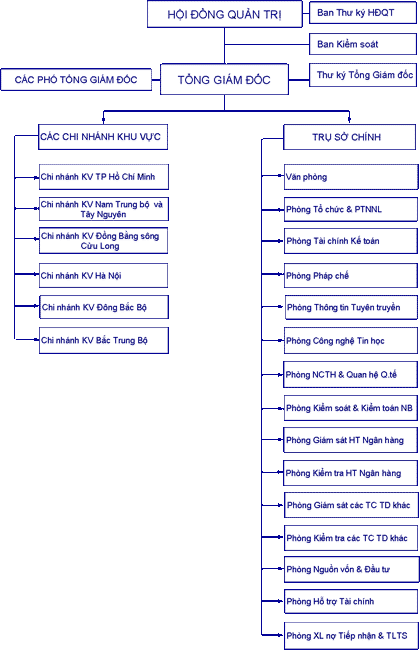 HỘI ĐỒNG QUẢN TRỊ
Ban Thư ký HĐQT
Ban Kiểm soát
CÁC PHÓ TỔNG GIÁM ĐỐC
TỔNG GIÁM ĐỐC
Thư ký Tổng Giám đốc
CÁC CHI NHÁNH KHU VỰC
Chi nhánh KV TP Hồ Chí Minh
Chi nhánh KV Nam Trung bộ và
Tây Nguyên
Chi nhánh KV Đồng Bằng sông
Cửu Long
Chi nhánh KV Hà Nội
Chi nhánh KV Đông Bắc Bộ
Chi nhánh KV Bắc Trung Bộ
TRỤ SỞ CHÍNH
Văn phòng
Phòng Tổ chức & PTNNL
Phòng Tài chính Kế toán
Phòng Pháp chế
Phòng Thông tin Tuyên truyền
Phòng Công nghệ Tin học
Phòng NCTH & Quan hệ Q.tế
Phòng Kiểm soát & Kiểm toán NB
Phòng Giám sát HT Ngân hàng
Phòng Kiểm tra HT Ngân hàng
Phòng Giám sát các TC TD khác
Phòng Kiểm tra các TC TD khác
Phòng Nguồn vốn & Đầu tư
Phòng Hỗ trợ Tài chính
Phòng XL nợ Tiếp nhận & TLTS